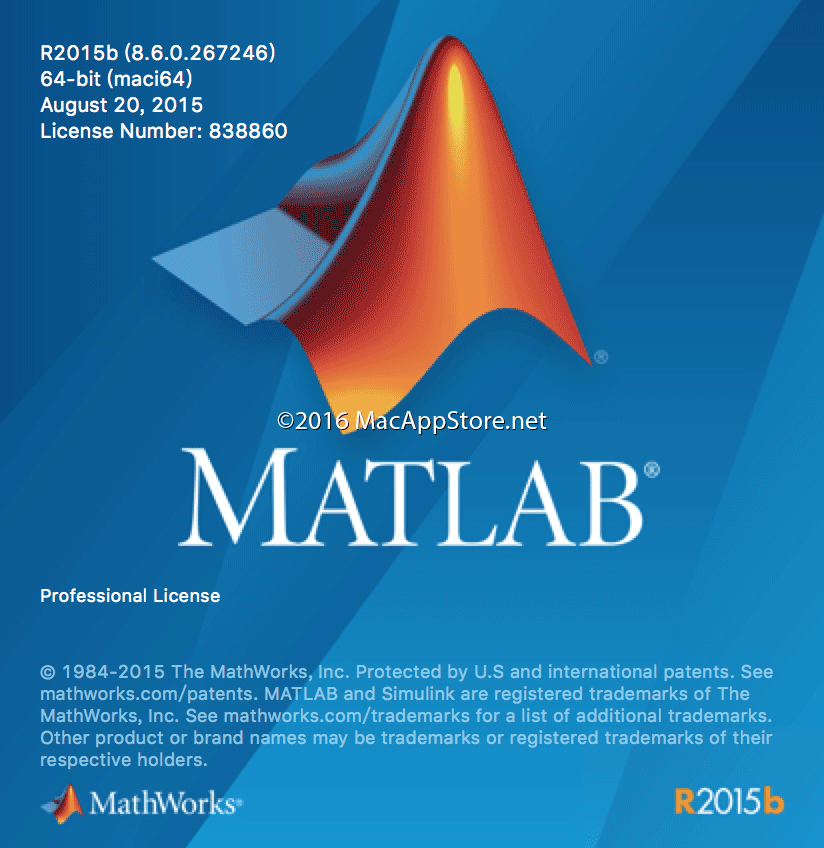 R2015b (8.6.0.267246)
64-bit (maci64)
August 20, 2015
License Number: 838860
®
©2016 MacAppStore.net
MATLAB®
Professional License
© 1984-2015 The MathWorks, Inc. Protected by U.S and international patents. See
mathworks.com/patents. MATLAB and Simulink are registered trademarks of The
MathWorks, Inc. See mathworks.com/trademarks for a list of additional trademarks.
Other product or brand names may be trademarks or registered trademarks of their
respective holders.
MathWorks®
R2015b